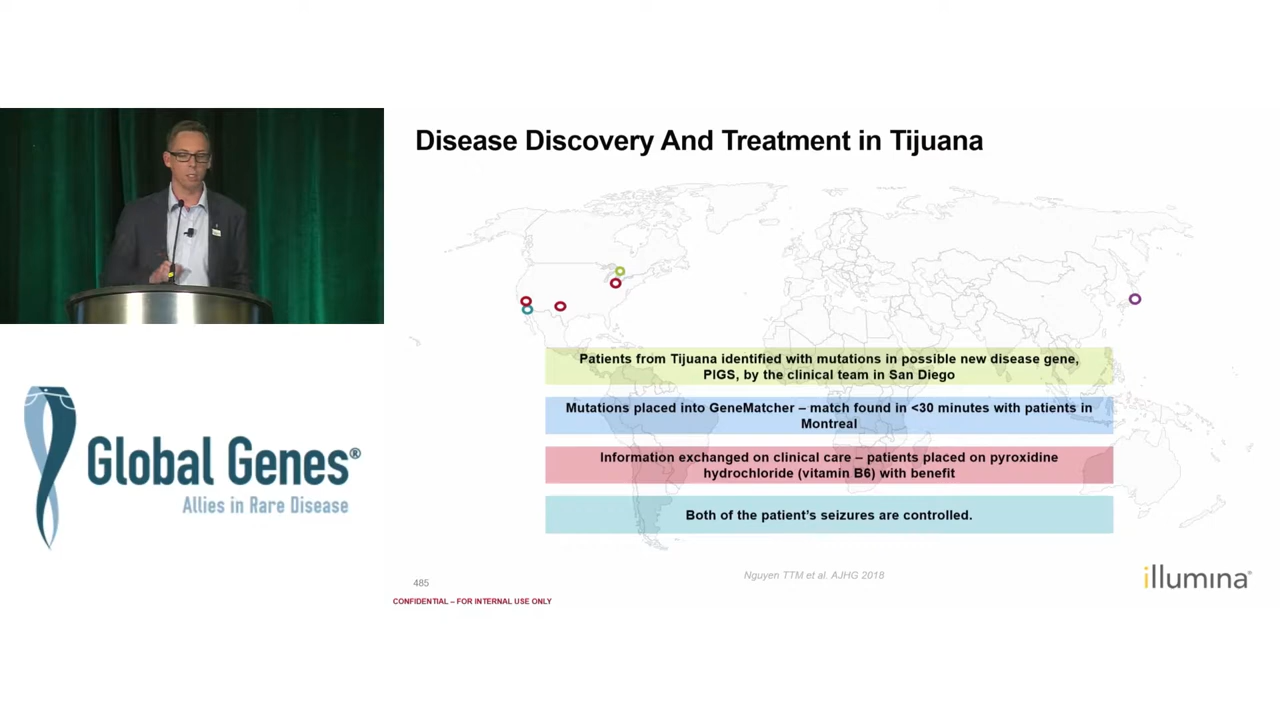 Disease Discovery And Treatment in Tijuana
Patients from Tijuana identified with mutations in possible new disease gene,
PIGS, by the clinical team in San Diego
Mutations placed into GeneMatcher – match found in <30 minutes with patients in
Montreal
Information exchanged on clinical care – patients placed on pyroxidine
hydrochloride (vitamin B6) with benefit
Both of the patient's seizures are controlled.
Global Genes®
Allies in Rare Disease
Nguyen TTM et al. AJHG 2018
485
CONFIDENTIAL – FOR INTERNAL USE ONLY
illumina®